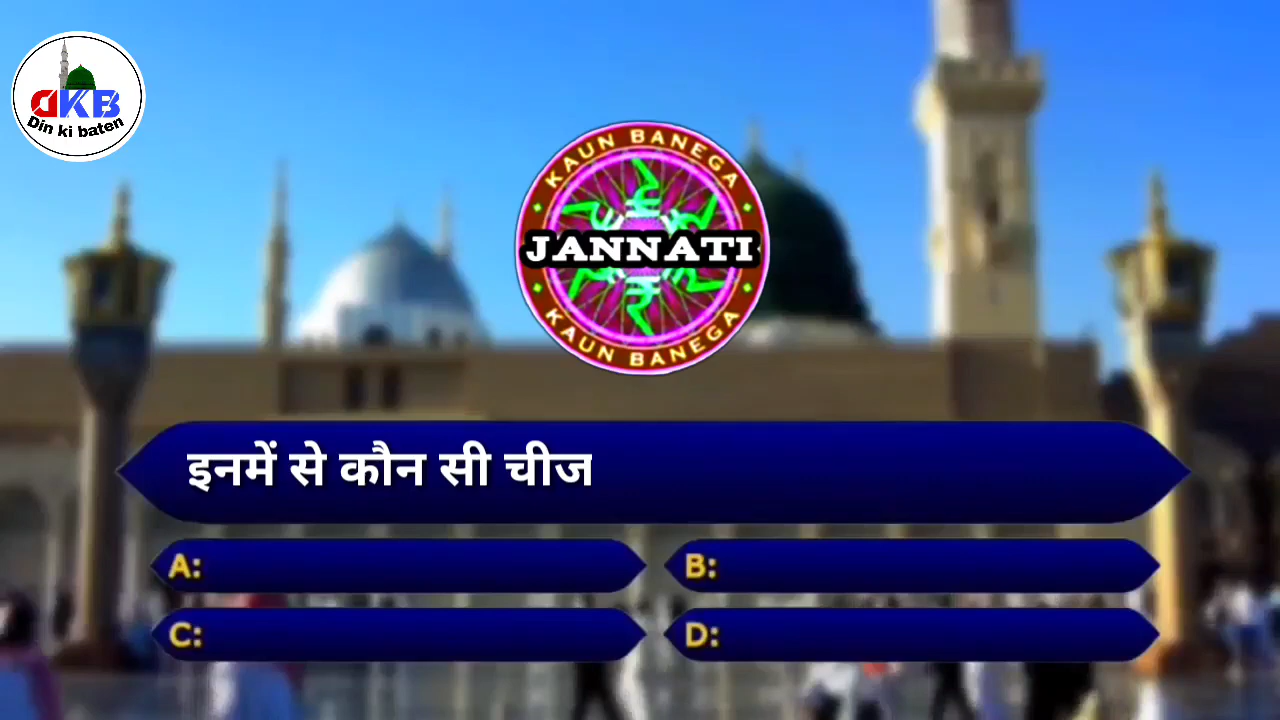 DKB
Din ki baten
KAUN BANEGA
JANNATI
KAUN BANEGA
इनमें से कौन सी चीज
A:
B:
C:
D: